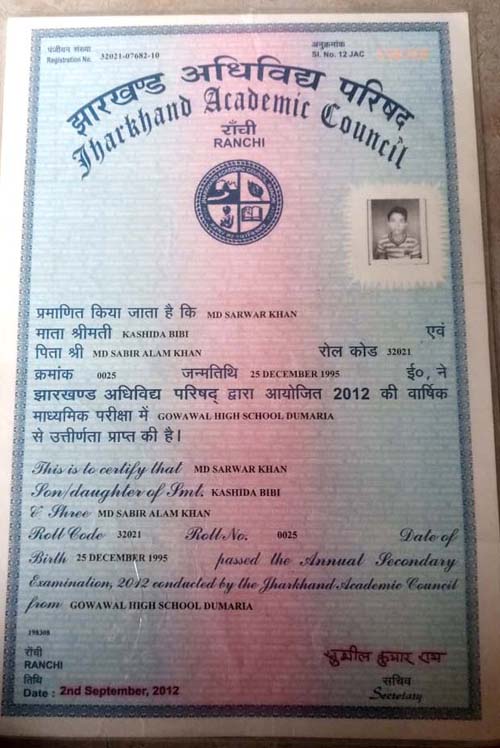 पंजीयन संख्या
Registration No. 32021-07682-10
अनुक्रमांक
Sl. No. 12 JAC
झारखण्ड अधिविद्य परिषद
Jharkhand Academic Council
राँची
RANCHI
प्रमाणित किया जाता है कि MD SARWAR KHAN
माता श्रीमती KASHIDA BIBI एवं
पिता श्री MD SABIR ALAM KHAN रोल कोड 32021
क्रमांक 0025 जन्मतिथि 25 DECEMBER 1995 ई०, ने
झारखण्ड अधिविद्य परिषद् द्वारा आयोजित 2012 की वार्षिक
माध्यमिक परीक्षा में GOWAWAL HIGH SCHOOL DUMARIA
से उत्तीर्णता प्राप्त की है।
This is to certify that MD SARWAR KHAN
Son/daughter of Smt. KASHIDA BIBI
& Shree MD SABIR ALAM KHAN
Roll Code 32021 Roll No. 0025 Date of
Birth 25 DECEMBER 1995 passed the Annual Secondary
Examination, 2012 conducted by the Jharkhand Academic Council
from GOWAWAL HIGH SCHOOL DUMARIA
198308
राँची
RANCHI
तिथि
Date : 2nd September, 2012
सुशील कुमार राय
सचिव
Secretary